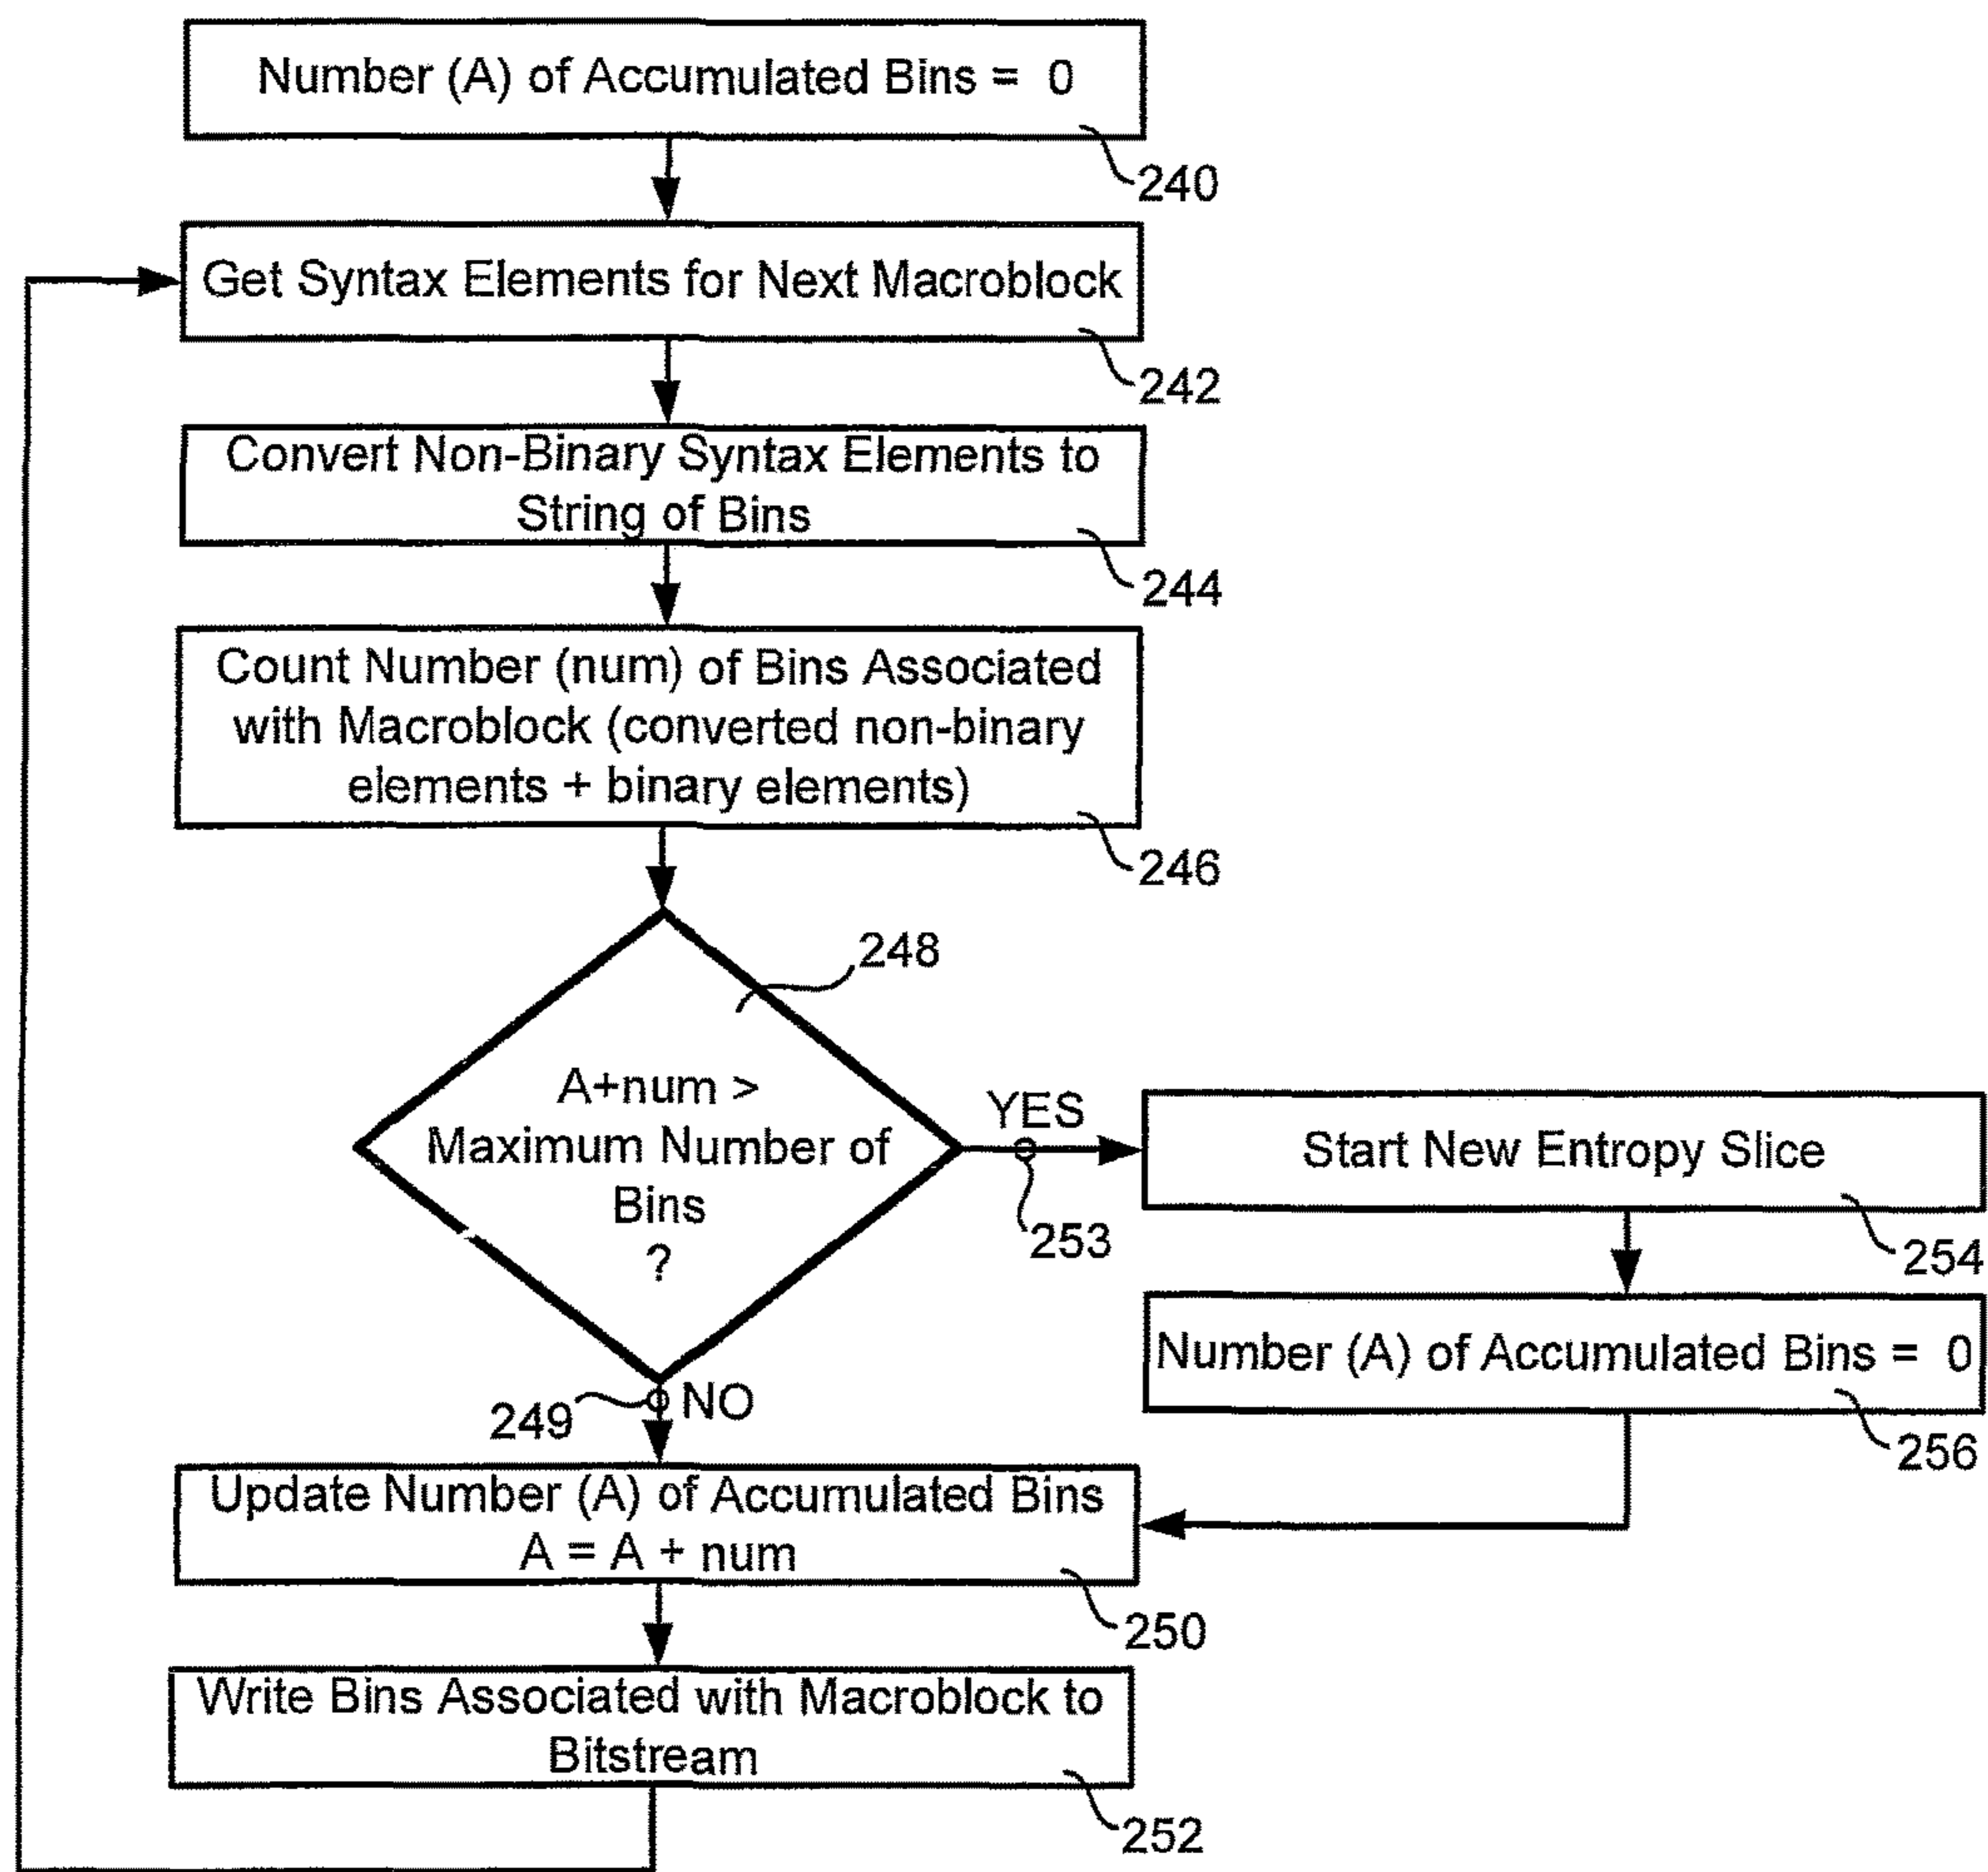 Number (A) of Accumulated Bins = 0
240
Get Syntax Elements for Next Macroblock
242
Convert Non-Binary Syntax Elements to
String of Bins
244
Count Number (num) of Bins Associated
with Macroblock (converted non-binary
elements + binary elements)
246
248
A+num >
Maximum Number of
Bins
?
YES
253
Start New Entropy Slice
254
Number (A) of Accumulated Bins = 0
256
249
NO
Update Number (A) of Accumulated Bins
A = A + num
250
Write Bins Associated with Macroblock to
Bitstream
252